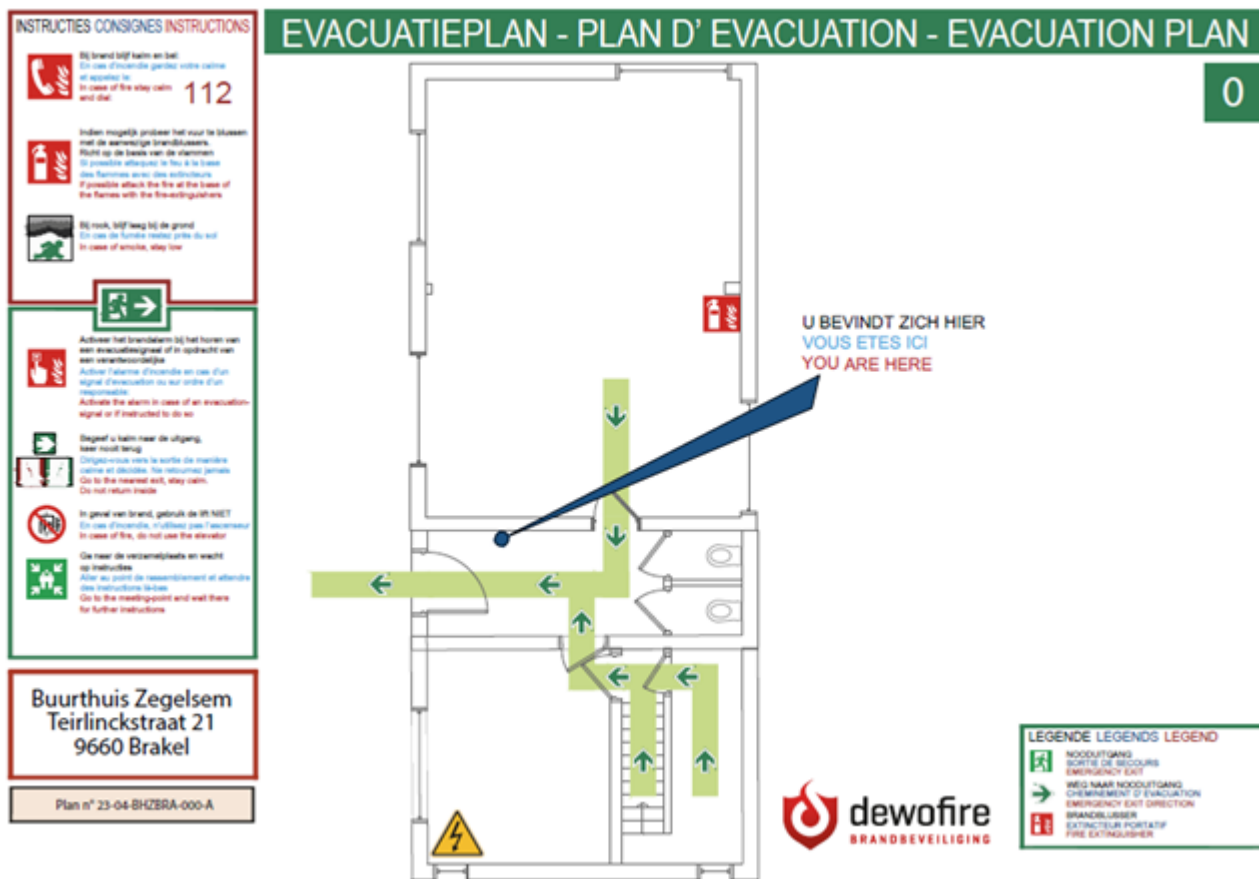 EVACUATIEPLAN - PLAN D' EVACUATION - EVACUATION PLAN
0
INSTRUCTIES CONSIGNES INSTRUCTIONS
Bij brand blijf kalm en bel:
En cas d'incendie gardez votre calme
et appelez le:
In case of fire stay calm
and dial:
112
Indien mogelijk probeer het vuur te blussen
met de aanwezige brandblussers.
Richt op de basis van de vlammen
Si possible attaquez le feu à la base
des flammes avec des extincteurs
If possible attack the fire at the base of
the flames with the fire-extinguishers
Bij rook, blijf laag bij de grond
En cas de fumée restez près du sol
In case of smoke, stay low
Activeer het brandalarm bij het horen van
een evacuatiesignaal of in opdracht van
een verantwoordelijke
Activer l'alarme d'incendie en cas d'un
signal d'evacuation ou sur ordre d'un
responsable:
Activate the alarm in case of an evacuation-
signal or if instructed to do so
Begeef u kalm naar de uitgang,
keer nooit terug
Dirigez-vous vers la sortie de manière
calme et décidée. Ne retournez jamais
Go to the nearest exit, stay calm.
Do not return inside
In geval van brand, gebruik de lift NIET
En cas d'incendie, n'utilisez pas l'ascenseur
In case of fire, do not use the elevator
Ga naar de verzamelplaats en wacht
op instructies
Aller au point de rassemblement et attendre
des instructions là-bas
Go to the meeting-point and wait there
for further instructions
Buurthuis Zegelsem
Teirlinckstraat 21
9660 Brakel
Plan n° 23-04-BHZBRA-000-A
U BEVINDT ZICH HIER
VOUS ETES ICI
YOU ARE HERE
dewofire
BRANDBEVEILIGING
LEGENDE LEGENDS LEGEND
NOODUITGANG
SORTIE DE SECOURS
EMERGENCY EXIT
WEG NAAR NOODUITGANG
CHEMINEMENT D'EVACUATION
EMERGENCY EXIT DIRECTION
BRANDBLUSSER
EXTINCTEUR PORTATIF
FIRE EXTINGUISHER